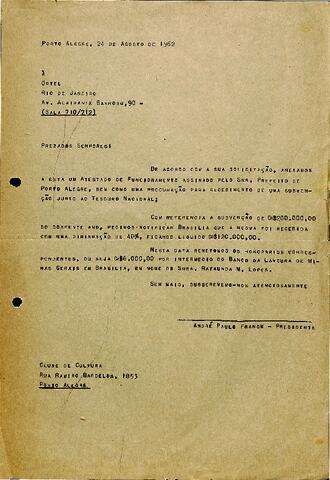 Porto Alegre, 24 de Agosto de 1962
À
Ortel
Rio de Janeiro
Av. Almirante Barroso, 90 -
(Sala 710/712)
Prezados Senhores:
De acordo com a sua solicitação, anexamos
a esta um Atestado de Funcionamento assinado pelo Snr. Prefeito de
Porto Alegre, bem como uma procuração para recebimento de uma subven-
ção junto ao Tesouro Nacional;
Com referencia a subvenção de Cr$200.000,00
do corrente ano, pedimos notificar Brasilia que a mesma foi recebida
com uma diminuação de 40%, ficando liquido Cr$120.000,00.
Nesta data remetemos os honorários corres-
pondentes, ou seja Cr$6.000,00 por intermedio do Banco da Lavoura de Mi-
nas Gerais em Brasilia, em nome do Snra. Raymunda M. Lopes.
Sem mais, subscrevemo-nos atenciosamente
André Paulo Franck - Presidente
Clube de Cultura
Rua Ramiro Barcelos, 1853
Porto Alegre